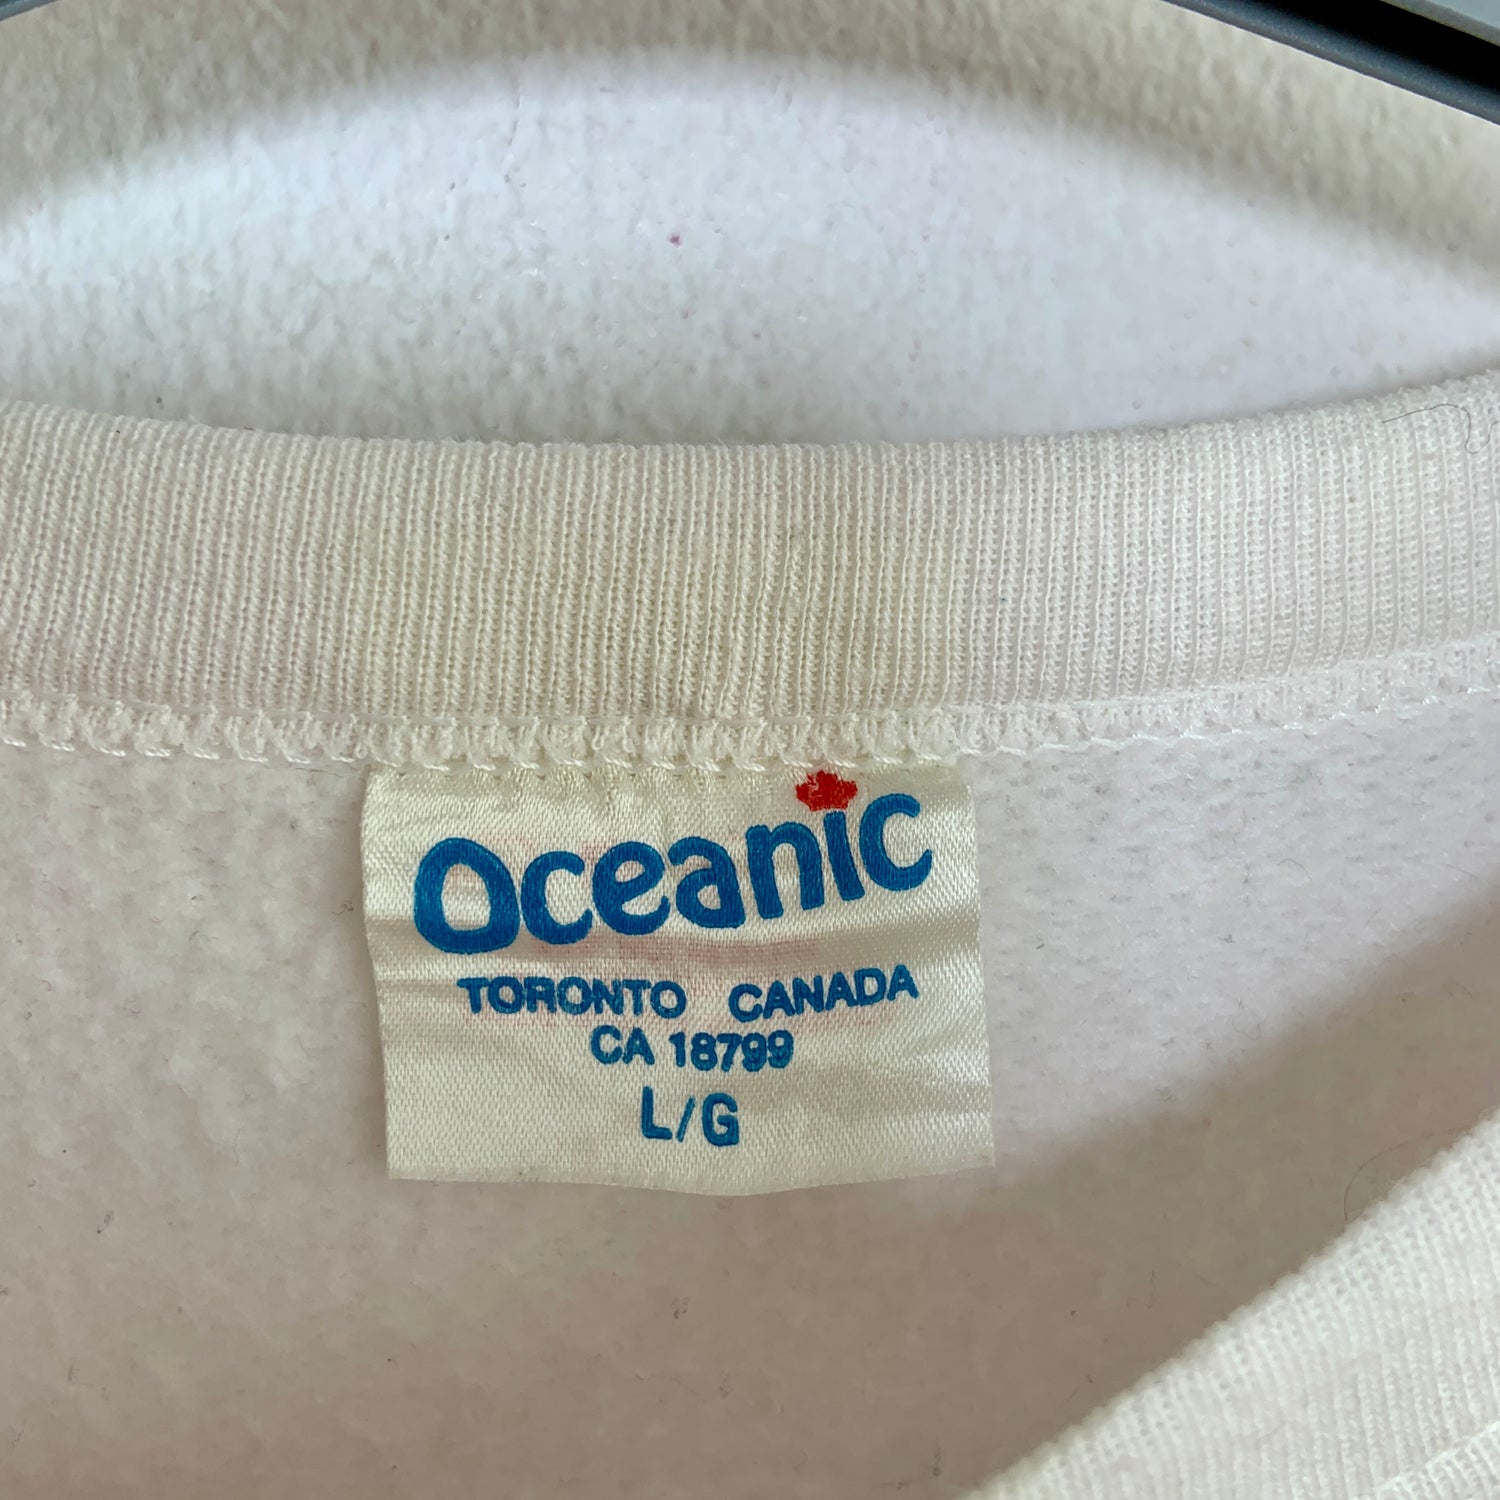 Oceanic
TORONTO CANADA
CA 18799
L/G